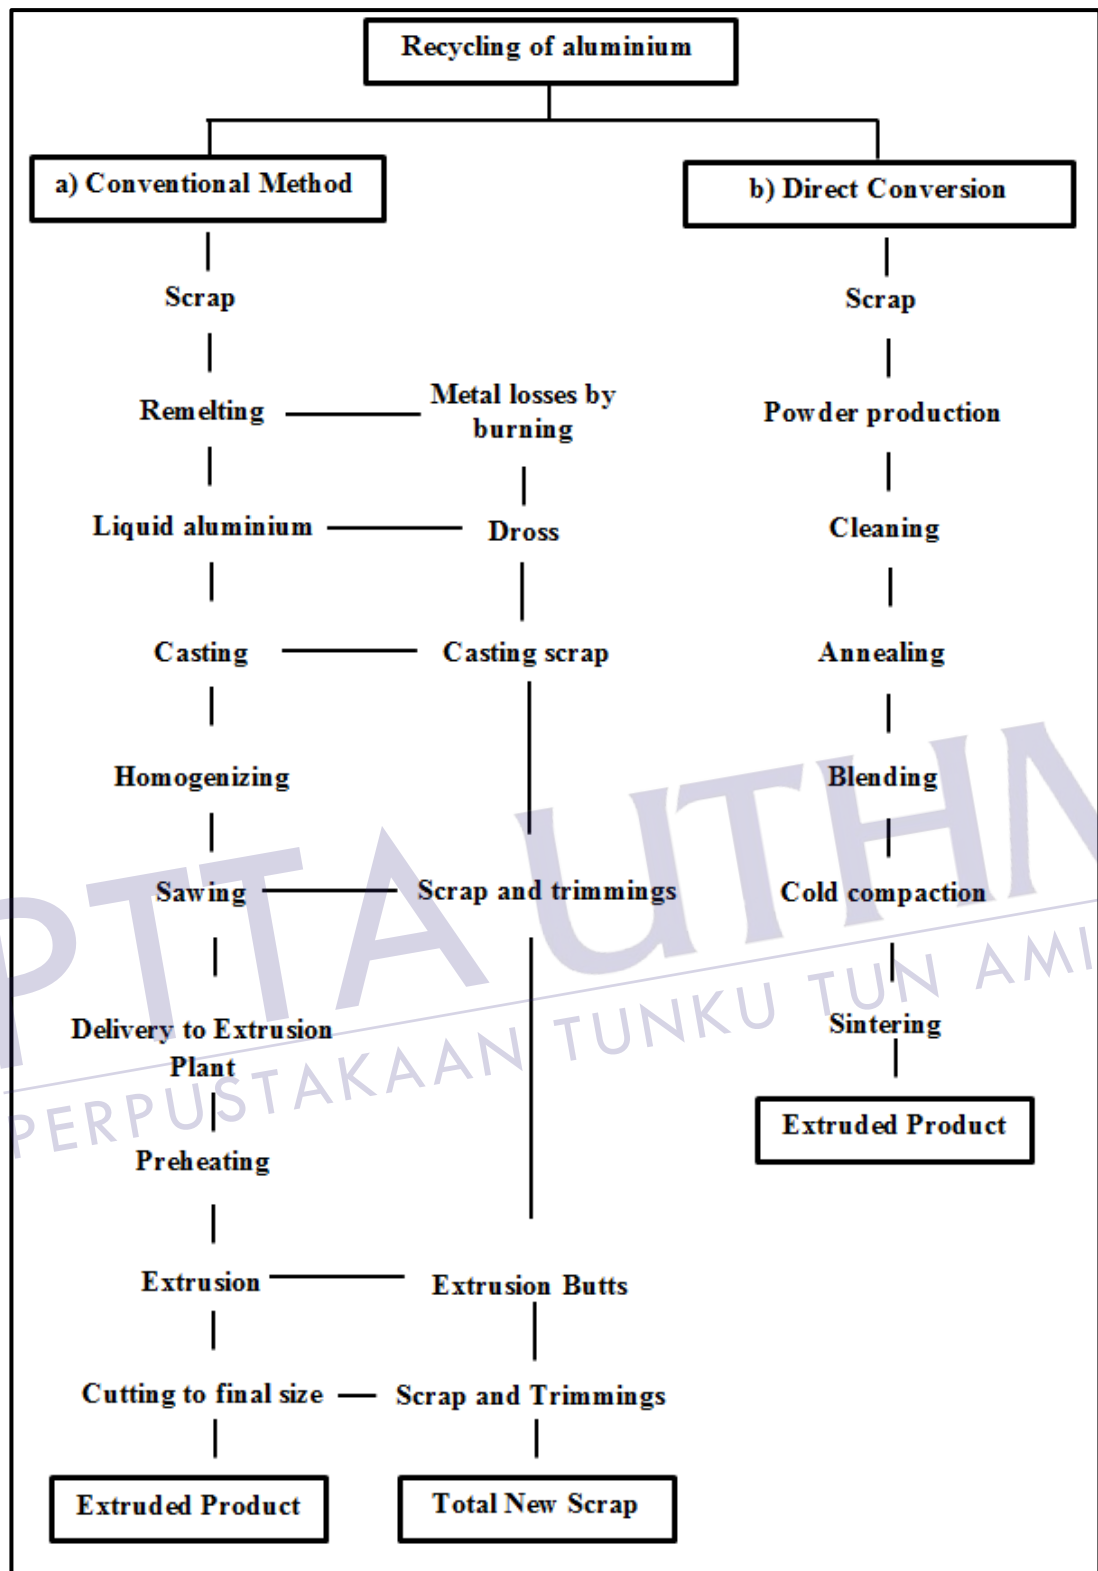 Recycling of aluminium
a) Conventional Method
b) Direct Conversion
Scrap
Remelting
Metal losses by
burning
Liquid aluminium
Dross
Casting
Casting scrap
Homogenizing
Sawing
Scrap and trimmings
Delivery to Extrusion
Plant
Preheating
Extrusion
Extrusion Butts
Cutting to final size
Scrap and Trimmings
Extruded Product
Total New Scrap
Scrap
Powder production
Cleaning
Annealing
Blending
Cold compaction
Sintering
Extruded Product
PTTA UTHM
PERPUSTAKAAN TUNKU TUN AMI